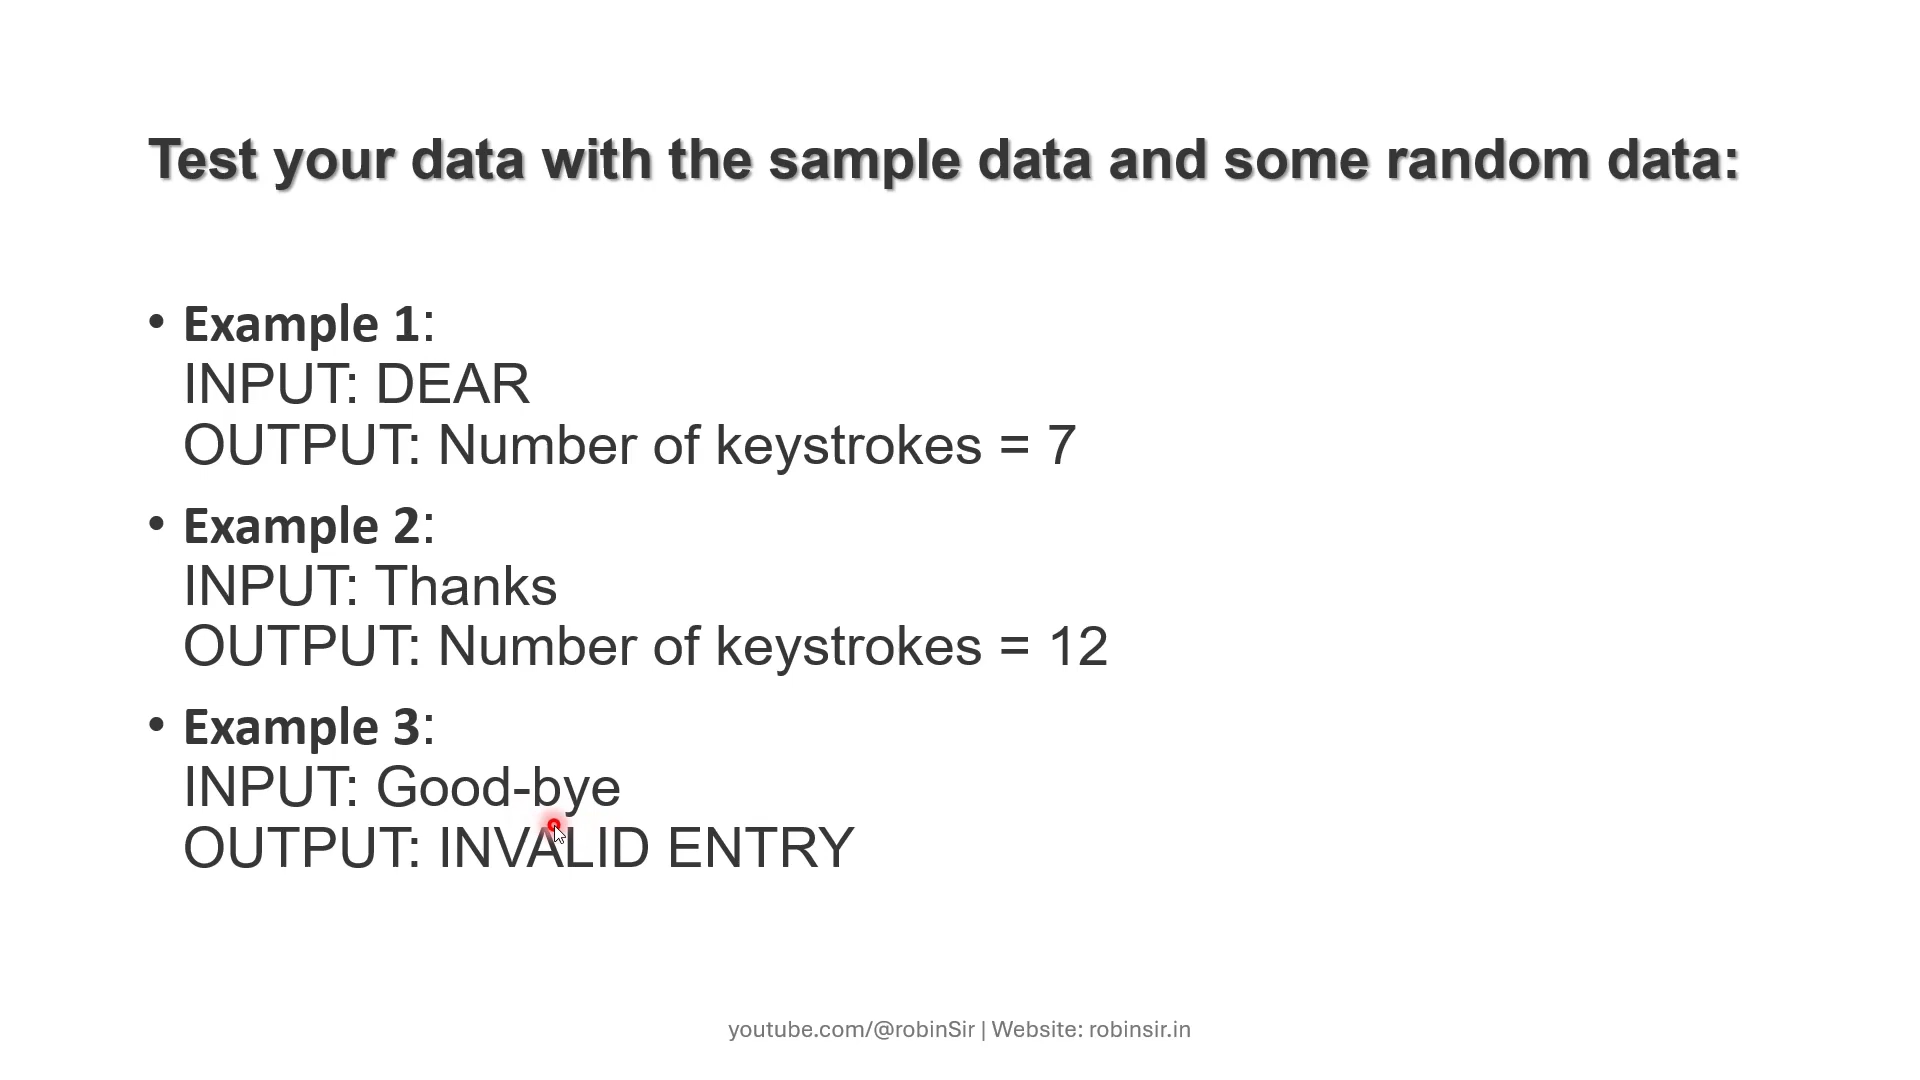 Test your data with the sample data and some random data:
• Example 1:
INPUT: DEAR
OUTPUT: Number of keystrokes = 7
• Example 2:
INPUT: Thanks
OUTPUT: Number of keystrokes = 12
• Example 3:
INPUT: Good-bye
OUTPUT: INVALID ENTRY
youtube.com/@robinSir | Website: robinsir.in